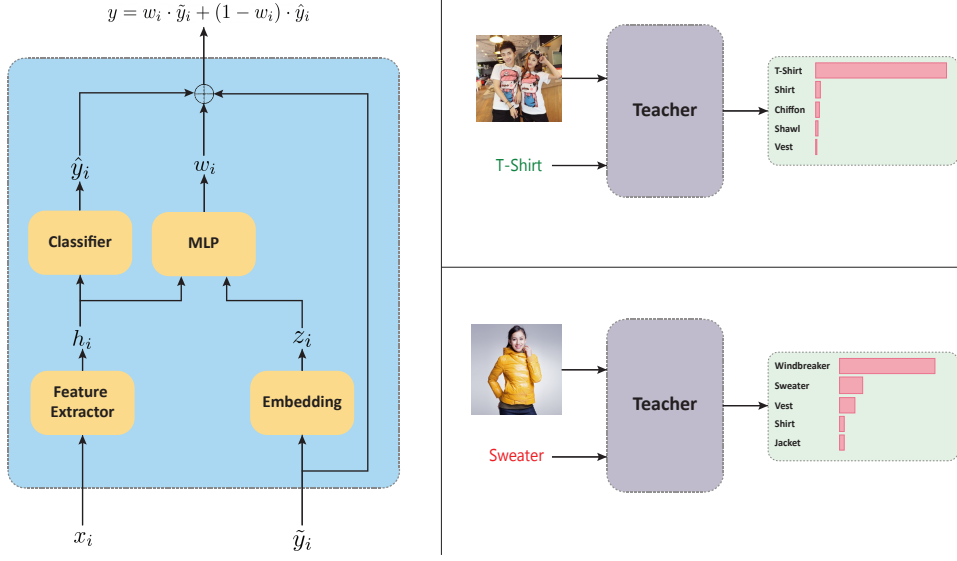 y = w_i · ỹ_i + (1 − w_i) · ŷ_i
ŷ_i
w_i
Classifier
MLP
h_i
z_i
Feature
Extractor
Embedding
x_i
ỹ_i
T-Shirt
Teacher
T-Shirt
Shirt
Chiffon
Shawl
Vest
Sweater
Teacher
Windbreaker
Sweater
Vest
Shirt
Jacket